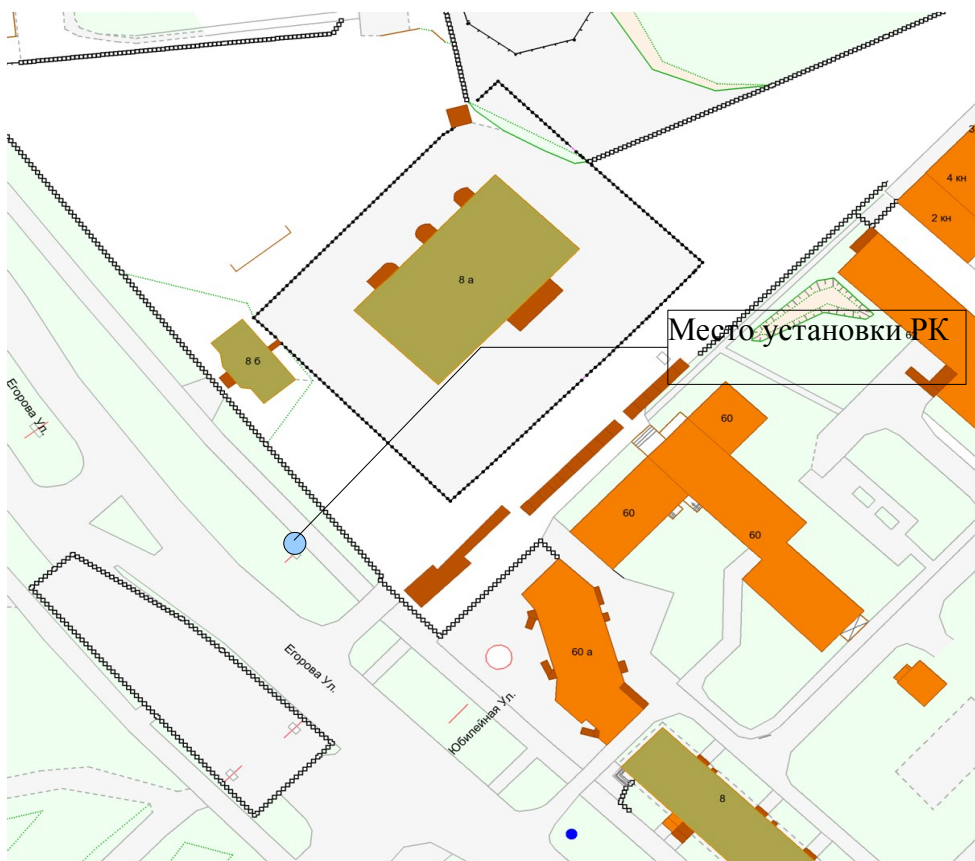 3
4 кн
2 кн
8 а
Место установки РК
8 б
Егорова Ул.
60
60
60
60 а
Егорова Ул.
Юбилейная Ул.
8